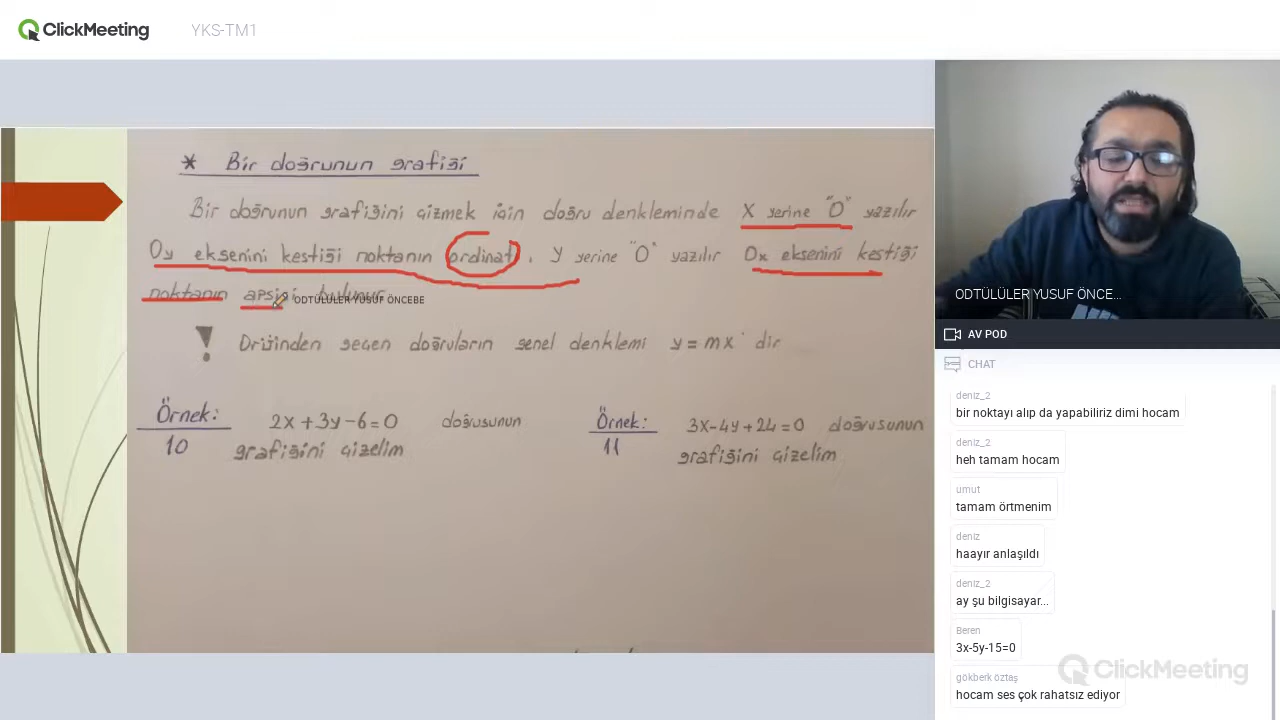 ClickMeeting
YKS-TM1
* Bir doğrunun grafiği
Bir doğrunun grafiğini çizmek için doğru denkleminde X yerine "0" yazılır
Oy eksenini kestiği noktanın ordinat, y yerine "0" yazılır Ox eksenini kestiği
noktanın apsisi bulunur
ODTÜLÜLER YUSUF ÖNCEBE
! Orijinden geçen doğruların genel denklemi y = mx dir
Örnek: 10
2x + 3y - 6 = 0 doğrusunun
grafiğini çizelim
Örnek: 11
3x - 4y + 24 = 0 doğrusunun
grafiğini çizelim
ODTÜLÜLER YUSUF ÖNCE...
AV POD
CHAT
deniz_2
bir noktayı alıp da yapabiliriz dimi hocam
deniz_2
heh tamam hocam
umut
tamam örtmenim
deniz
haayır anlaşıldı
deniz_2
ay şu bilgisayar...
Beren
3x-5y-15=0
gökberk öztaş
hocam ses çok rahatsız ediyor
ClickMeeting